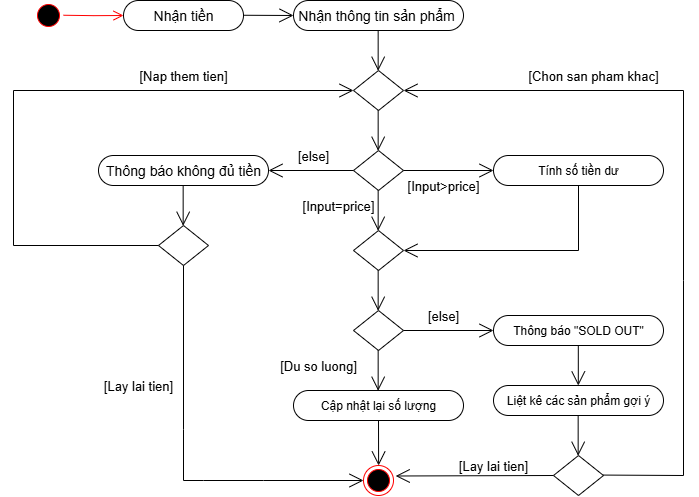 Nhận tiền
Nhận thông tin sản phẩm
[Nap them tien]
[Chon san pham khac]
[else]
Thông báo không đủ tiền
[Input>price]
Tính số tiền dư
[Input=price]
[else]
Thông báo "SOLD OUT"
[Du so luong]
[Lay lai tien]
Cập nhật lại số lượng
Liệt kê các sản phẩm gợi ý
[Lay lai tien]